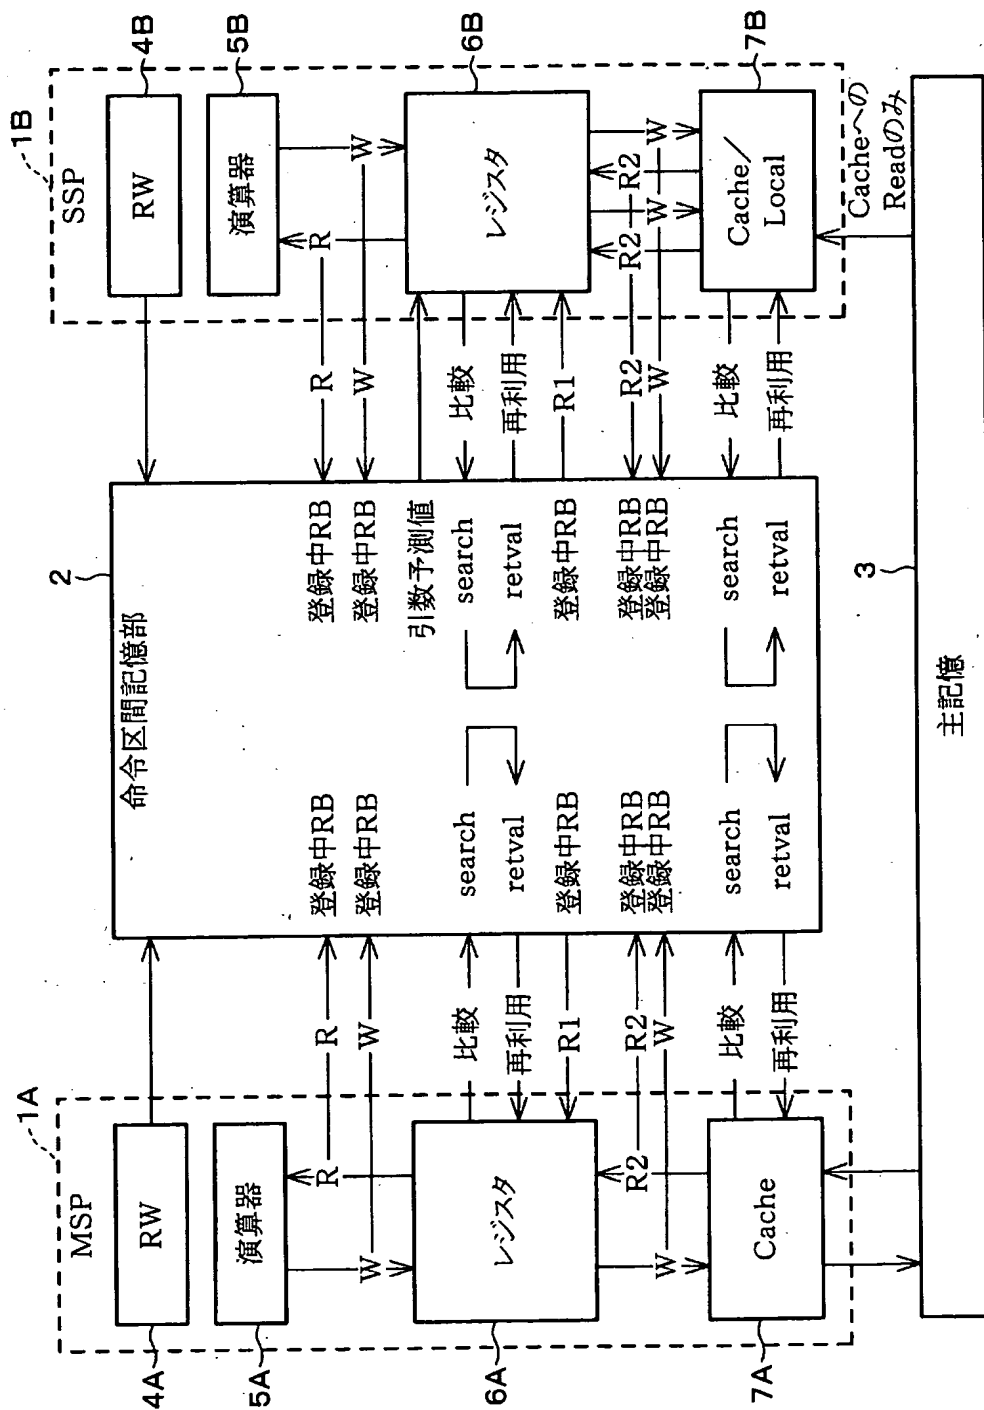 1A
MSP
4A
RW
5A
演算器
R
W
6A
レジスタ
R2
W
7A
Cache
R
W
比較
再利用
R1
R2
W
比較
再利用
2
命令区間記憶部
登録中RB
登録中RB
search
retval
登録中RB
登録中RB
登録中RB
search
retval
登録中RB
登録中RB
引数予測値
search
retval
登録中RB
登録中RB
登録中RB
search
retval
R
W
比較
再利用
R1
R2
W
比較
再利用
1B
SSP
4B
RW
5B
演算器
R
W
6B
レジスタ
R2
W
R2
W
7B
Cache／
Local
Cacheへの
Readのみ
3
主記憶